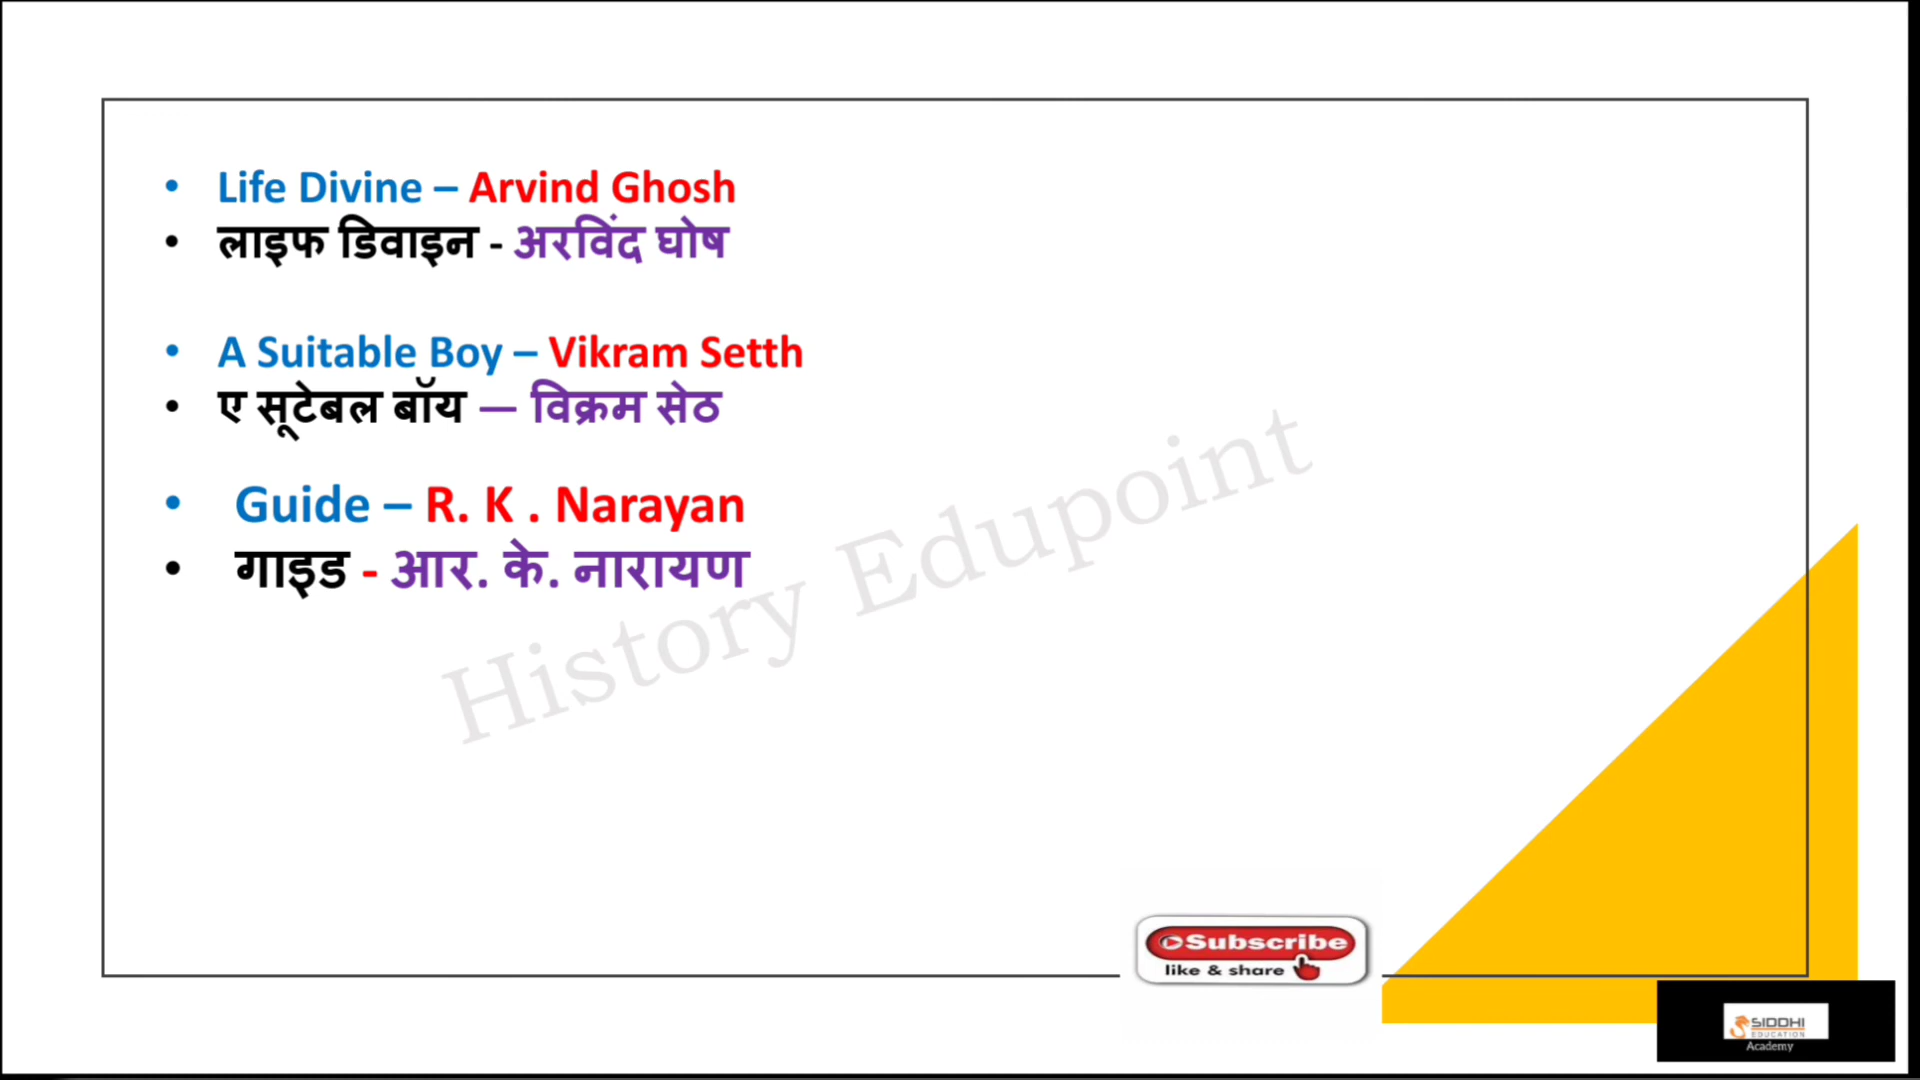 • Life Divine – Arvind Ghosh
• लाइफ डिवाइन - अरविंद घोष
• A Suitable Boy – Vikram Setth
• ए सूटेबल बॉय — विक्रम सेठ
• Guide – R. K . Narayan
• गाइड - आर. के. नारायण
History Edupoint
Subscribe
like & share
SIDDHI
EDUCATION
Academy